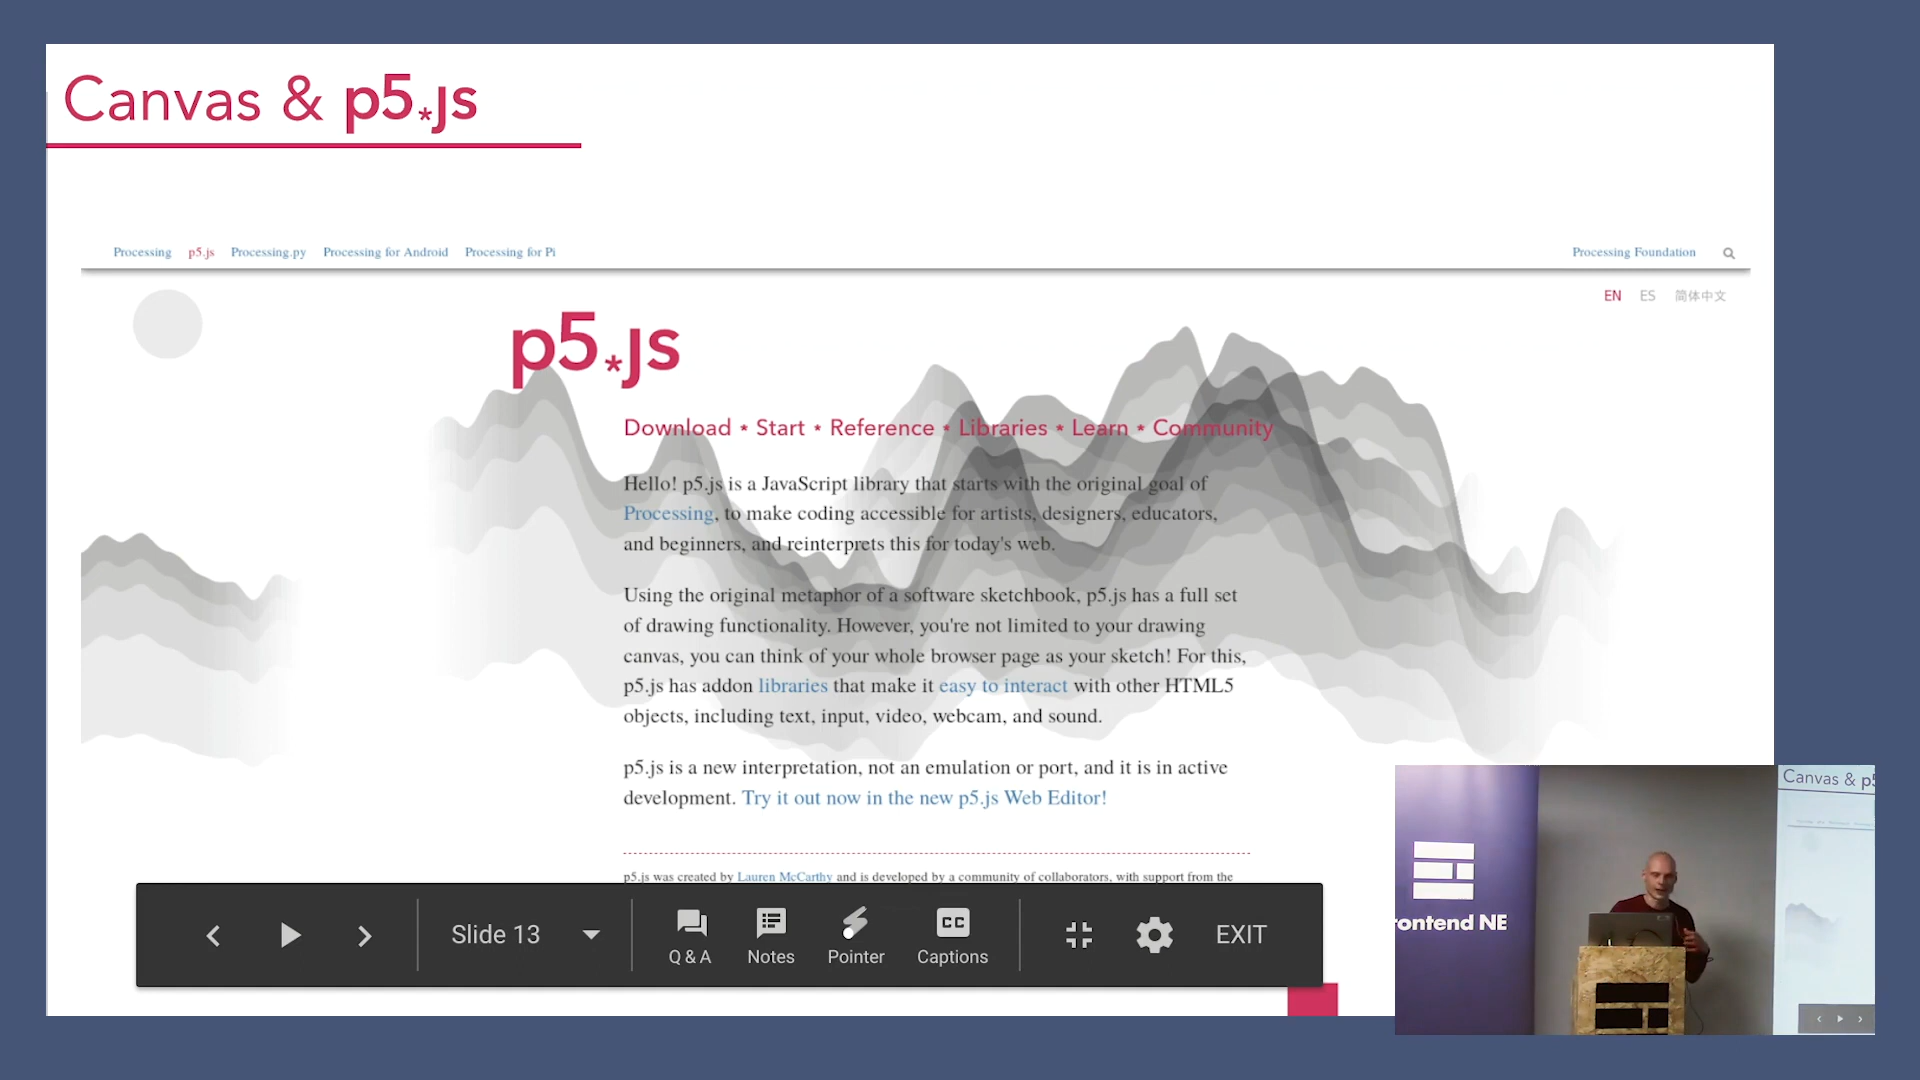 Canvas & p5*js
Processing p5.js Processing.py Processing for Android Processing for Pi Processing Foundation
EN ES 简体中文
p5*js
Download * Start * Reference * Libraries * Learn * Community
Hello! p5.js is a JavaScript library that starts with the original goal of
Processing, to make coding accessible for artists, designers, educators,
and beginners, and reinterprets this for today's web.
Using the original metaphor of a software sketchbook, p5.js has a full set
of drawing functionality. However, you're not limited to your drawing
canvas, you can think of your whole browser page as your sketch! For this,
p5.js has addon libraries that make it easy to interact with other HTML5
objects, including text, input, video, webcam, and sound.
p5.js is a new interpretation, not an emulation or port, and it is in active
development. Try it out now in the new p5.js Web Editor!
p5.js was created by Lauren McCarthy and is developed by a community of collaborators, with support from the
Slide 13
Q & A Notes Pointer CC Captions EXIT
Canvas & p5
ontend NE